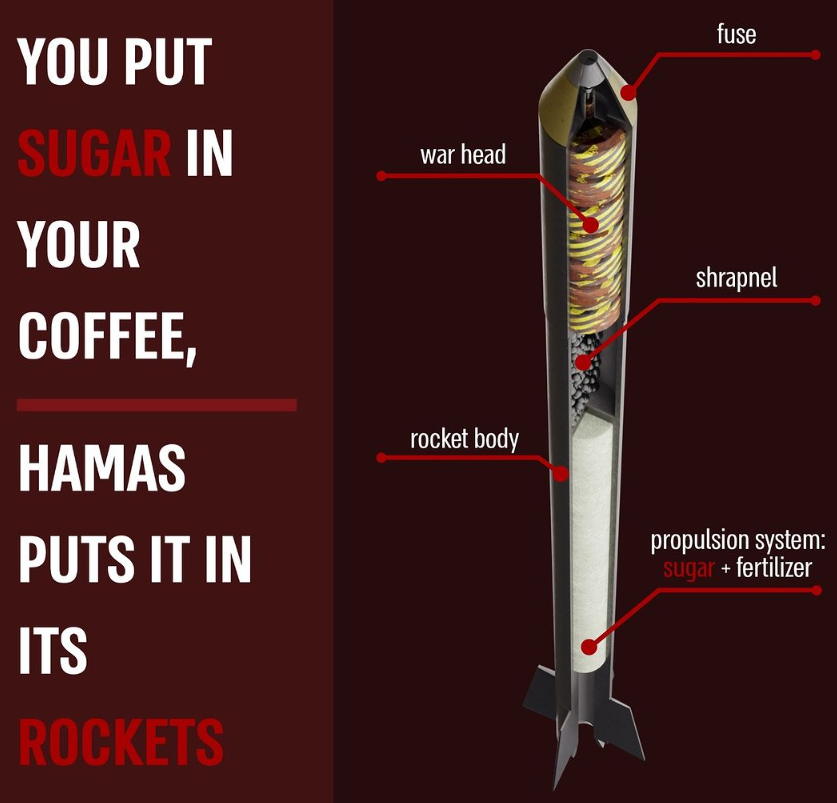 YOU PUT
SUGAR IN
YOUR
COFFEE,
HAMAS
PUTS IT IN
ITS
ROCKETS
fuse
war head
shrapnel
rocket body
propulsion system:
sugar + fertilizer